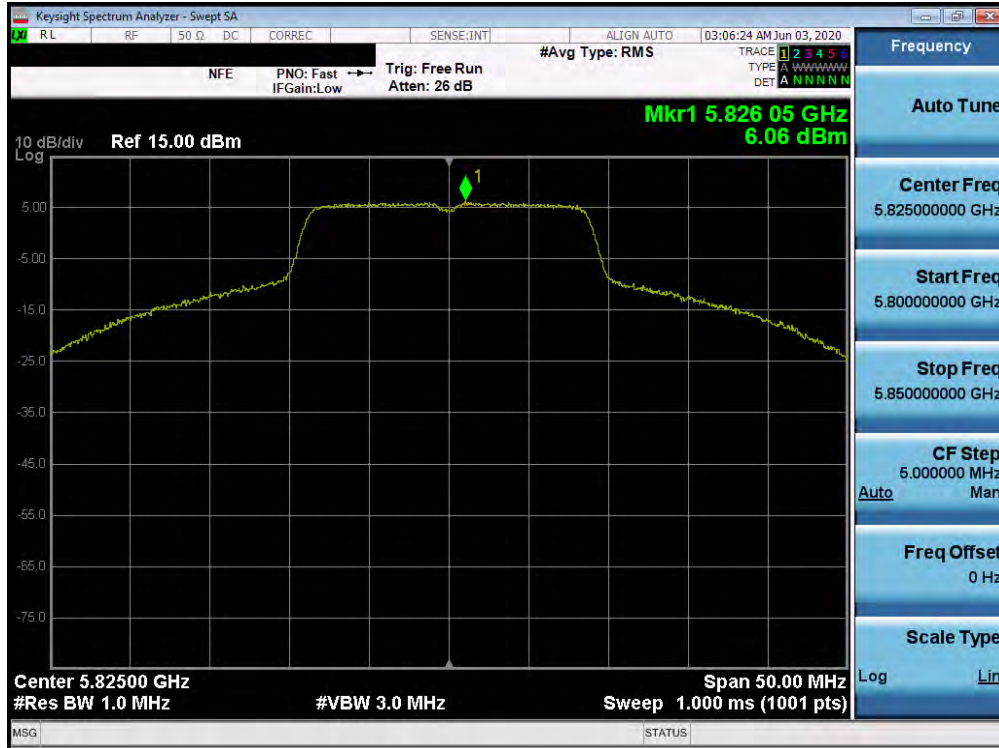 Keysight Spectrum Analyzer - Swept SA
LXI RL RF 50 Ω DC CORREC SENSE:INT ALIGN AUTO 03:06:24 AM Jun 03, 2020
NFE PNO: Fast Trig: Free Run #Avg Type: RMS TRACE 1 2 3 4 5 6
IFGain:Low Atten: 26 dB TYPE A WWWWW
DET A N N N N N
Mkr1 5.826 05 GHz
6.06 dBm
10 dB/div Ref 15.00 dBm
Log
1
5.00
-5.00
-15.0
-25.0
-35.0
-45.0
-55.0
-65.0
-75.0
Center 5.82500 GHz Span 50.00 MHz
#Res BW 1.0 MHz #VBW 3.0 MHz Sweep 1.000 ms (1001 pts)
MSG STATUS
Frequency
Auto Tune
Center Freq
5.825000000 GHz
Start Freq
5.800000000 GHz
Stop Freq
5.850000000 GHz
CF Step
5.000000 MHz
Auto Man
Freq Offset
0 Hz
Scale Type
Log Lin